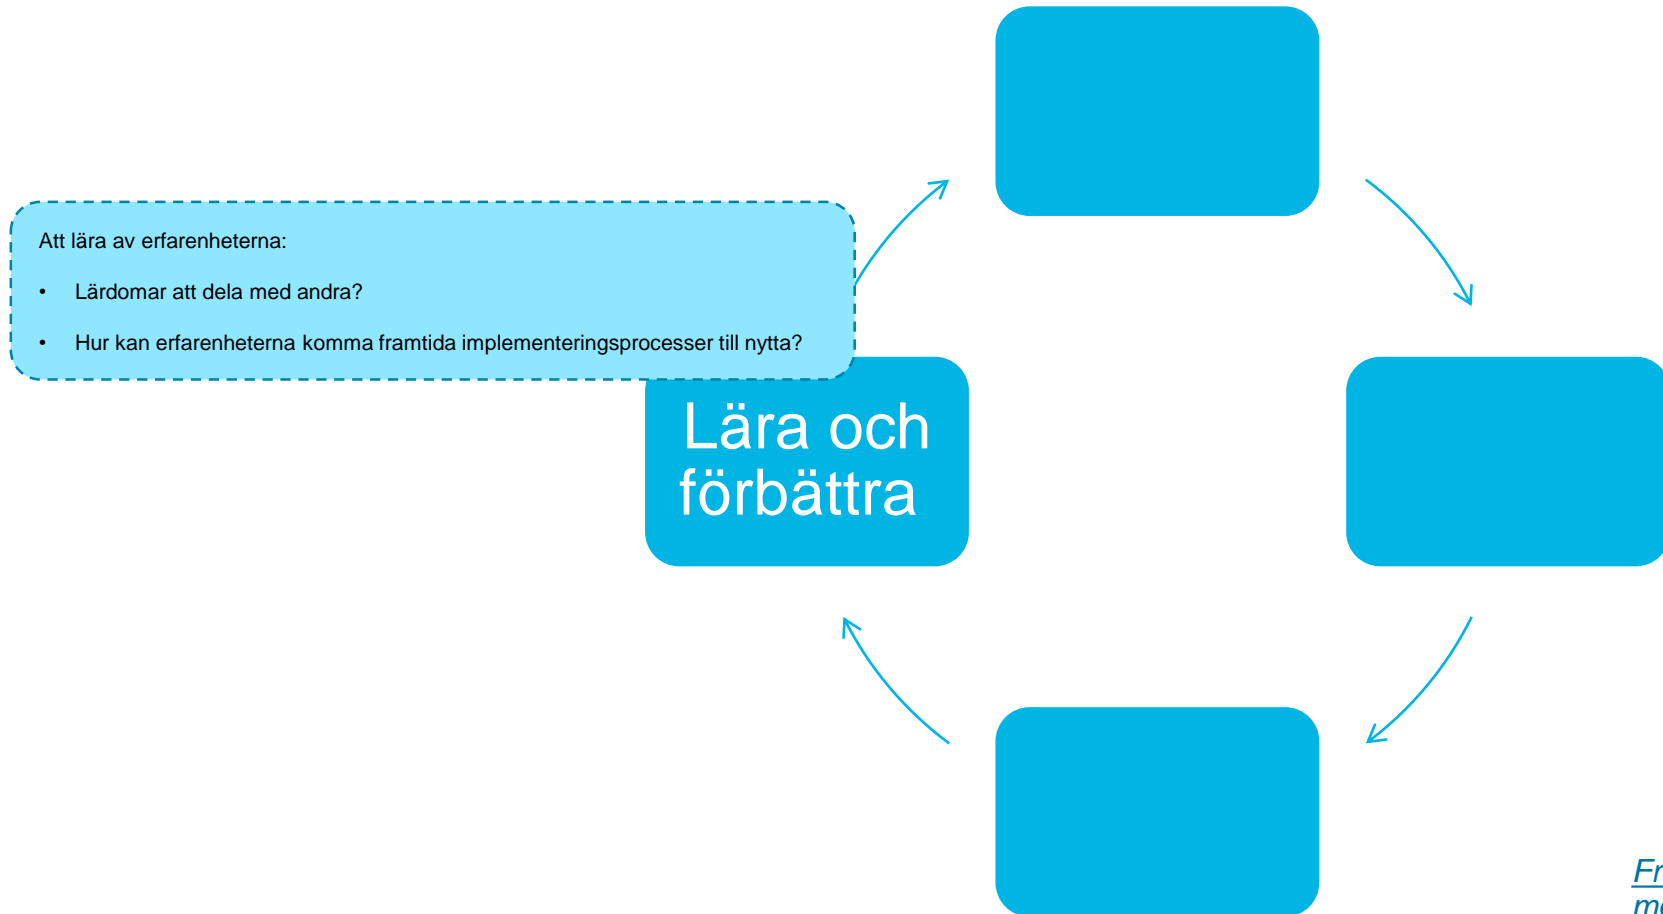 Att lära av erfarenheterna:
• Lärdomar att dela med andra?
• Hur kan erfarenheterna komma framtida implementeringsprocesser till nytta?
Lära och
förbättra